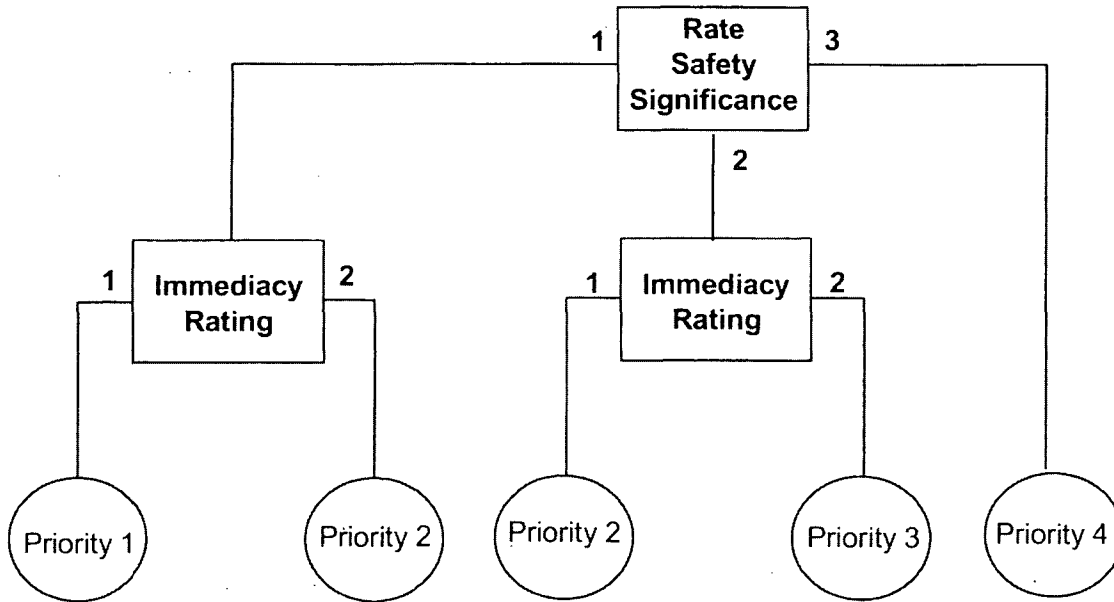 1
Rate
Safety
Significance
3
2
1
Immediacy
Rating
2
1
Immediacy
Rating
2
Priority 1
Priority 2
Priority 2
Priority 3
Priority 4